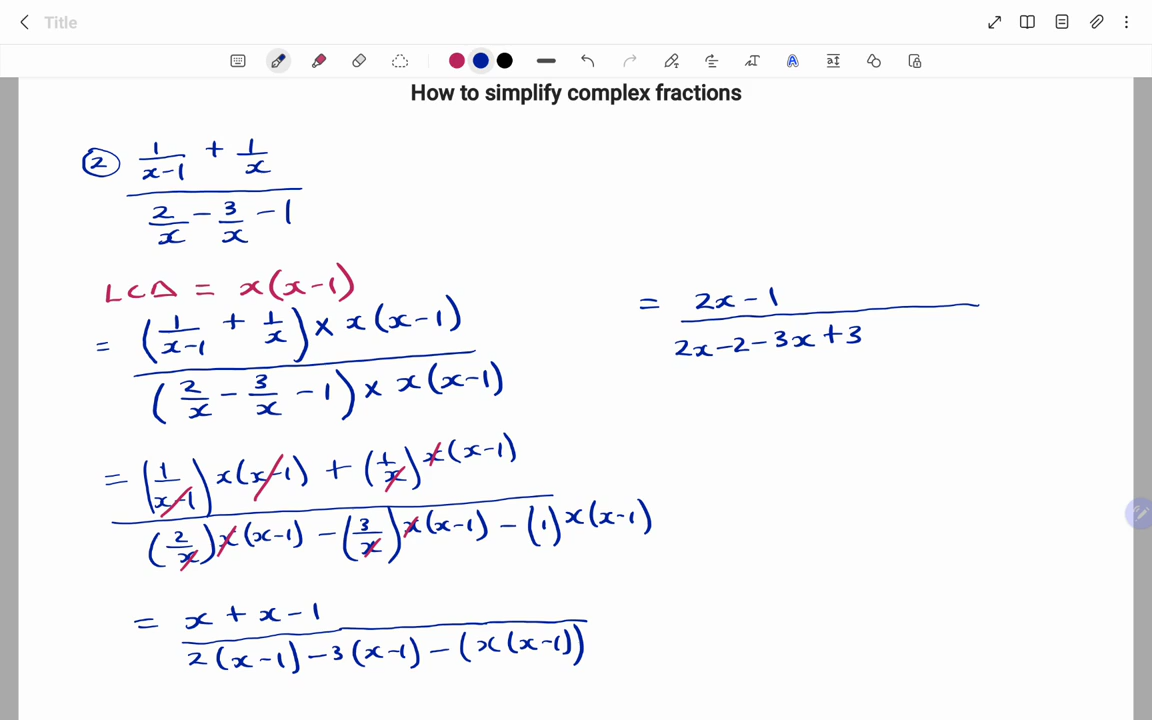 Title
How to simplify complex fractions
② 1/(x-1) + 1/x
2/x - 3/x - 1
LCD = x(x-1)
= (1/(x-1) + 1/x) × x(x-1)
(2/x - 3/x - 1) × x(x-1)
= (1/(x-1)) x(x-1) + (1/x) x(x-1)
(2/x) x(x-1) - (3/x) x(x-1) - (1) x(x-1)
= x + x - 1
2(x-1) - 3(x-1) - (x(x-1))
= 2x - 1
2x - 2 - 3x + 3